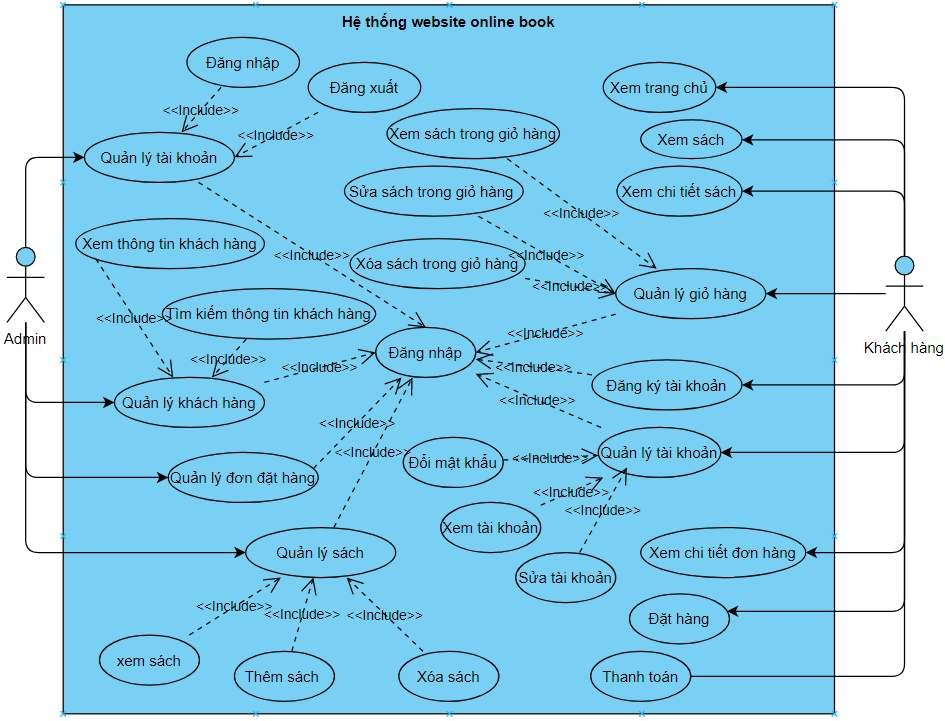 Hệ thống website online book
Đăng nhập
Đăng xuất
<<Include>>
<<Include>>
Quản lý tài khoản
Xem trang chủ
Xem sách trong giỏ hàng
Xem sách
Sửa sách trong giỏ hàng
Xem chi tiết sách
<<Include>>
Xem thông tin khách hàng
<<Include>>
<<Include>>
Xóa sách trong giỏ hàng
<<Include>>
Quản lý giỏ hàng
Tìm kiếm thông tin khách hàng
<<Include>>
Admin
Khách hàng
<<Include>>
Đăng nhập
<<Include>>
<<Include>>
<<Include>>
Đăng ký tài khoản
Quản lý khách hàng
<<Include>>
<<Include>>
Quản lý tài khoản
<<Include>>
Đổi mật khẩu
<<Include>>
Quản lý đơn đặt hàng
<<Include>>
<<Include>>
Xem tài khoản
Quản lý sách
Xem chi tiết đơn hàng
Sửa tài khoản
<<Include>>
<<Include>>
<<Include>>
Đặt hàng
xem sách
Thêm sách
Xóa sách
Thanh toán